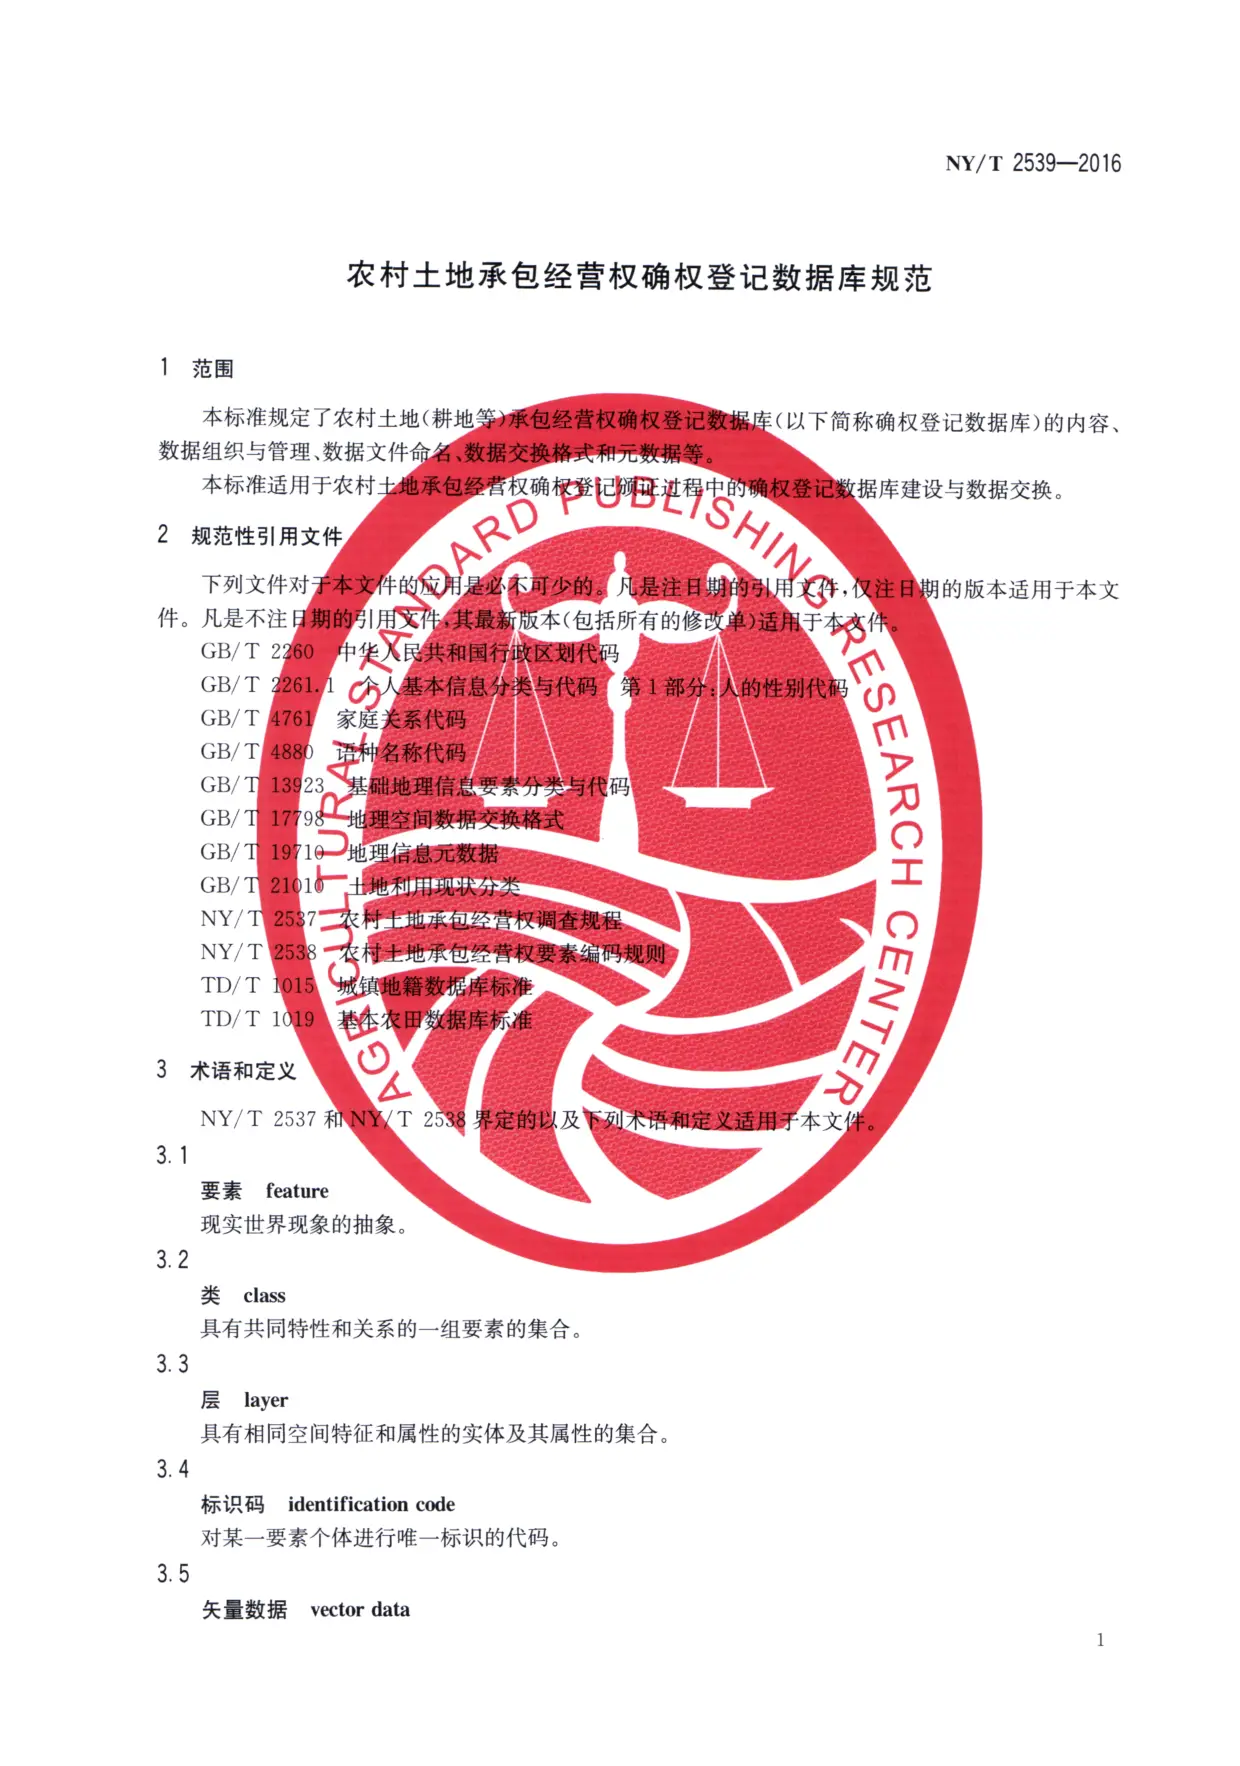 NY/T 2539—2016
农村土地承包经营权确权登记数据库规范
1 范围
本标准规定了农村土地(耕地等)承包经营权确权登记数据库(以下简称确权登记数据库)的内容、
数据组织与管理、数据文件命名、数据交换格式和元数据等。
本标准适用于农村土地承包经营权确权登记颁证过程中的确权登记数据库建设与数据交换。
2 规范性引用文件
下列文件对于本文件的应用是必不可少的。凡是注日期的引用文件,仅注日期的版本适用于本文
件。凡是不注日期的引用文件,其最新版本(包括所有的修改单)适用于本文件。
GB/T 2260 中华人民共和国行政区划代码
GB/T 2261.1 个人基本信息分类与代码 第1部分:人的性别代码
GB/T 4761 家庭关系代码
GB/T 4880 语种名称代码
GB/T 13923 基础地理信息要素分类与代码
GB/T 17798 地理空间数据交换格式
GB/T 19710 地理信息元数据
GB/T 21010 土地利用现状分类
NY/T 2537 农村土地承包经营权调查规程
NY/T 2538 农村土地承包经营权要素编码规则
TD/T 1015 城镇地籍数据库标准
TD/T 1019 基本农田数据库标准
3 术语和定义
NY/T 2537 和 NY/T 2538 界定的以及下列术语和定义适用于本文件。
3.1
要素 feature
现实世界现象的抽象。
3.2
类 class
具有共同特性和关系的一组要素的集合。
3.3
层 layer
具有相同空间特征和属性的实体及其属性的集合。
3.4
标识码 identification code
对某一要素个体进行唯一标识的代码。
3.5
矢量数据 vector data
1
AGRICULTURAL STANDARD PUBLISHING RESEARCH CENTER